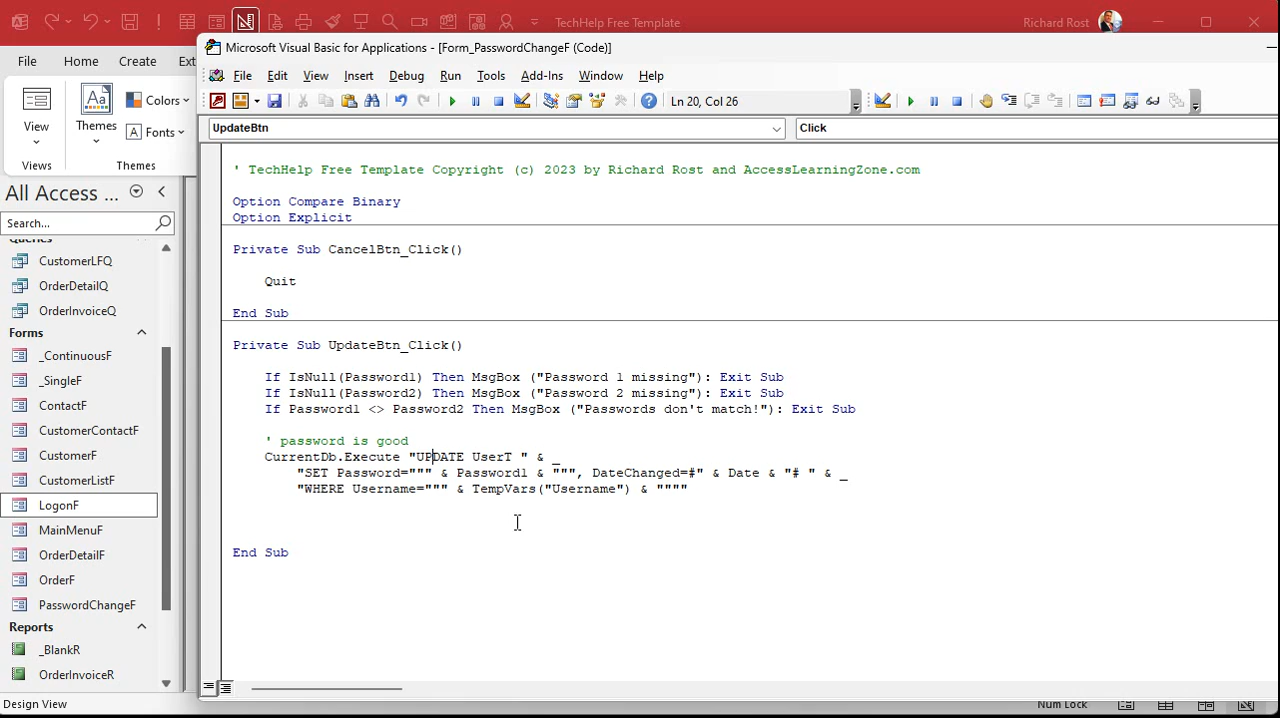 TechHelp Free Template
Richard Rost
File
Home
Create
Ext
View
Views
Aa
Themes
Colors
Fonts
Themes
All Access ...
Search...
Queries
CustomerLFQ
OrderDetailQ
OrderInvoiceQ
Forms
_ContinuousF
_SingleF
ContactF
CustomerContactF
CustomerF
CustomerListF
LogonF
MainMenuF
OrderDetailF
OrderF
PasswordChangeF
Reports
_BlankR
OrderInvoiceR
Design View
Microsoft Visual Basic for Applications - [Form_PasswordChangeF (Code)]
File Edit View Insert Debug Run Tools Add-Ins Window Help
Ln 20, Col 26
UpdateBtn
Click
' TechHelp Free Template Copyright (c) 2023 by Richard Rost and AccessLearningZone.com
Option Compare Binary
Option Explicit
Private Sub CancelBtn_Click()
Quit
End Sub
Private Sub UpdateBtn_Click()
If IsNull(Password1) Then MsgBox ("Password 1 missing"): Exit Sub
If IsNull(Password2) Then MsgBox ("Password 2 missing"): Exit Sub
If Password1 <> Password2 Then MsgBox ("Passwords don't match!"): Exit Sub
' password is good
CurrentDb.Execute "UPDATE UserT " & _
"SET Password=""" & Password1 & """, DateChanged=#" & Date & "# " & _
"WHERE Username=""" & TempVars("Username") & """"
End Sub
Num Lock